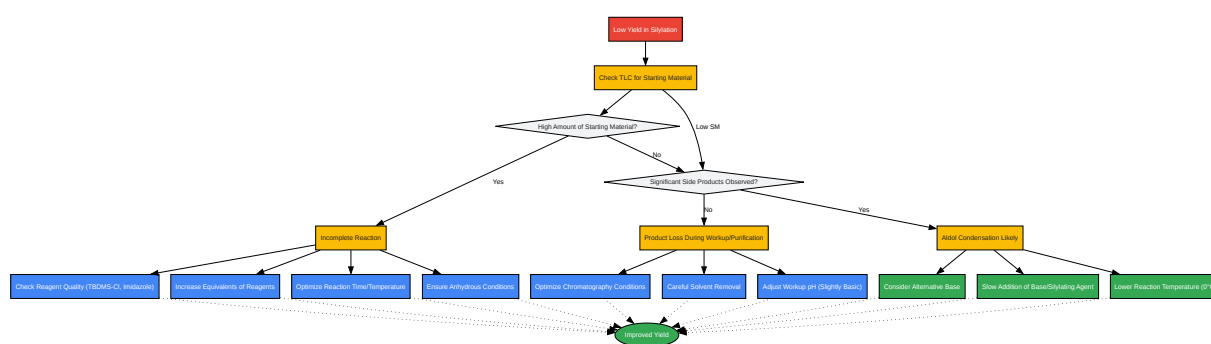 Low Yield in Silylation
Check TLC for Starting Material
High Amount of Starting Material?
Low SM
No
Yes
Significant Side Products Observed?
No
Yes
Incomplete Reaction
Product Loss During Workup/Purification
Aldol Condensation Likely
Check Reagent Quality (TBDMS-Cl, Imidazole)
Increase Equivalents of Reagents
Optimize Reaction Time/Temperature
Ensure Anhydrous Conditions
Optimize Chromatography Conditions
Careful Solvent Removal
Adjust Workup pH (Slightly Basic)
Consider Alternative Base
Slow Addition of Base/Silylating Agent
Lower Reaction Temperature (0°
Improved Yield